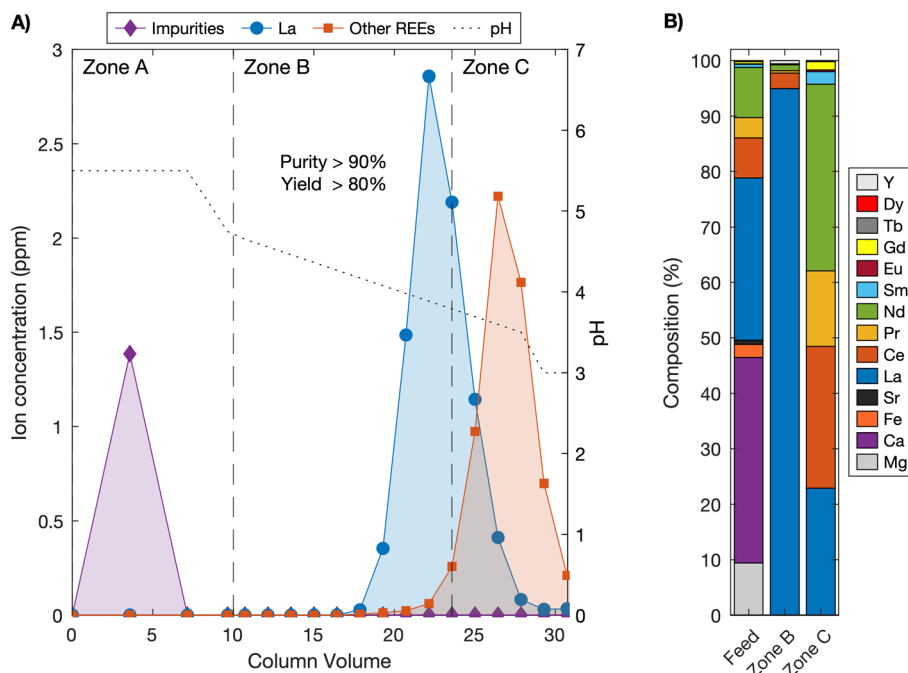 A)
Impurities La Other REEs pH
Zone A Zone B Zone C
Purity > 90%
Yield > 80%
3
2.5
2
1.5
1
0.5
0
Ion concentration (ppm)
0 5 10 15 20 25 30
Column Volume
7
6
5
4
3
2
1
0
pH
B)
100
90
80
70
60
50
40
30
20
10
0
Composition (%)
Feed Zone B Zone C
Y
Dy
Tb
Gd
Eu
Sm
Nd
Pr
Ce
La
Sr
Fe
Ca
Mg